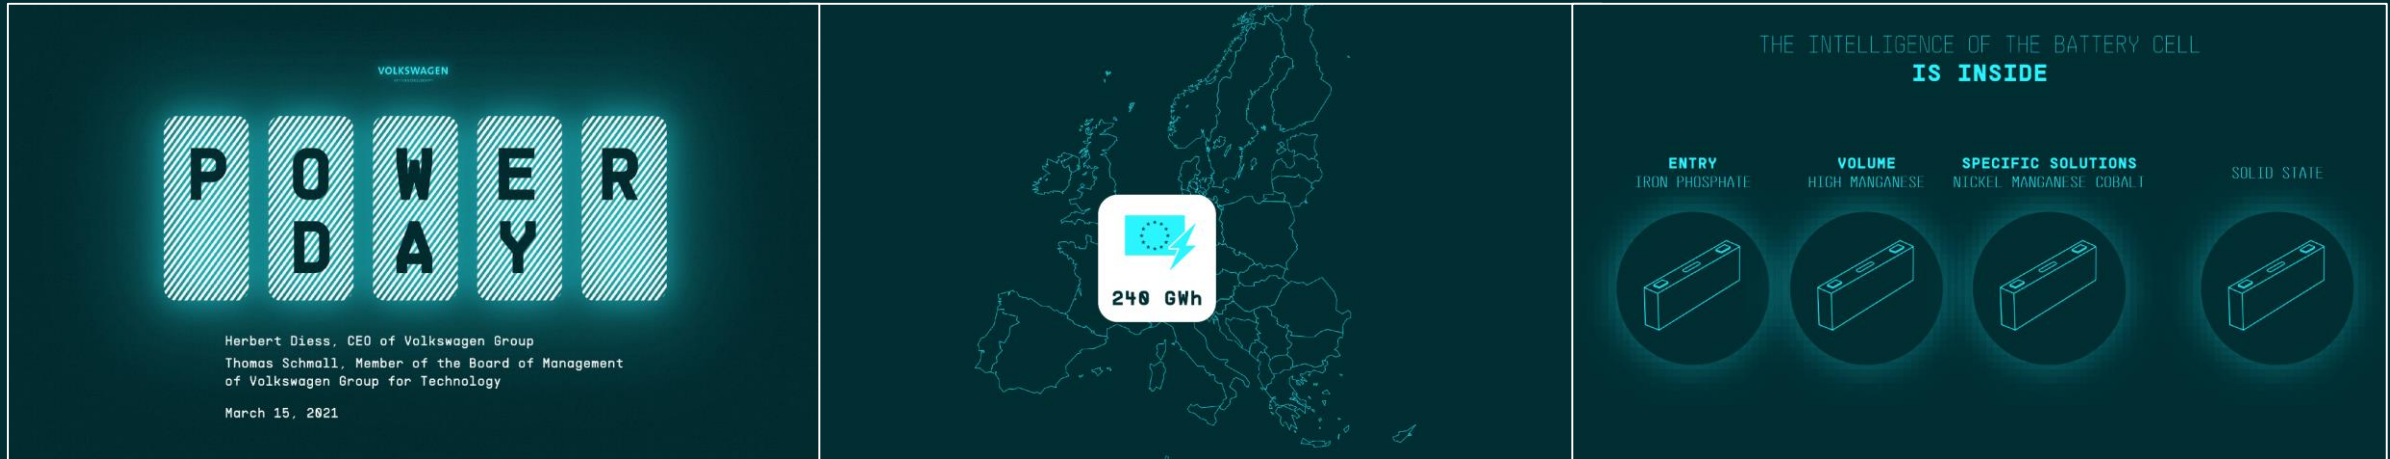 VOLKSWAGEN
POWER
DAY
Herbert Diess, CEO of Volkswagen Group
Thomas Schmall, Member of the Board of Management
of Volkswagen Group for Technology
March 15, 2021
240 GWh
THE INTELLIGENCE OF THE BATTERY CELL
IS INSIDE
ENTRY
IRON PHOSPHATE
VOLUME
HIGH MANGANESE
SPECIFIC SOLUTIONS
NICKEL MANGANESE COBALT
SOLID STATE